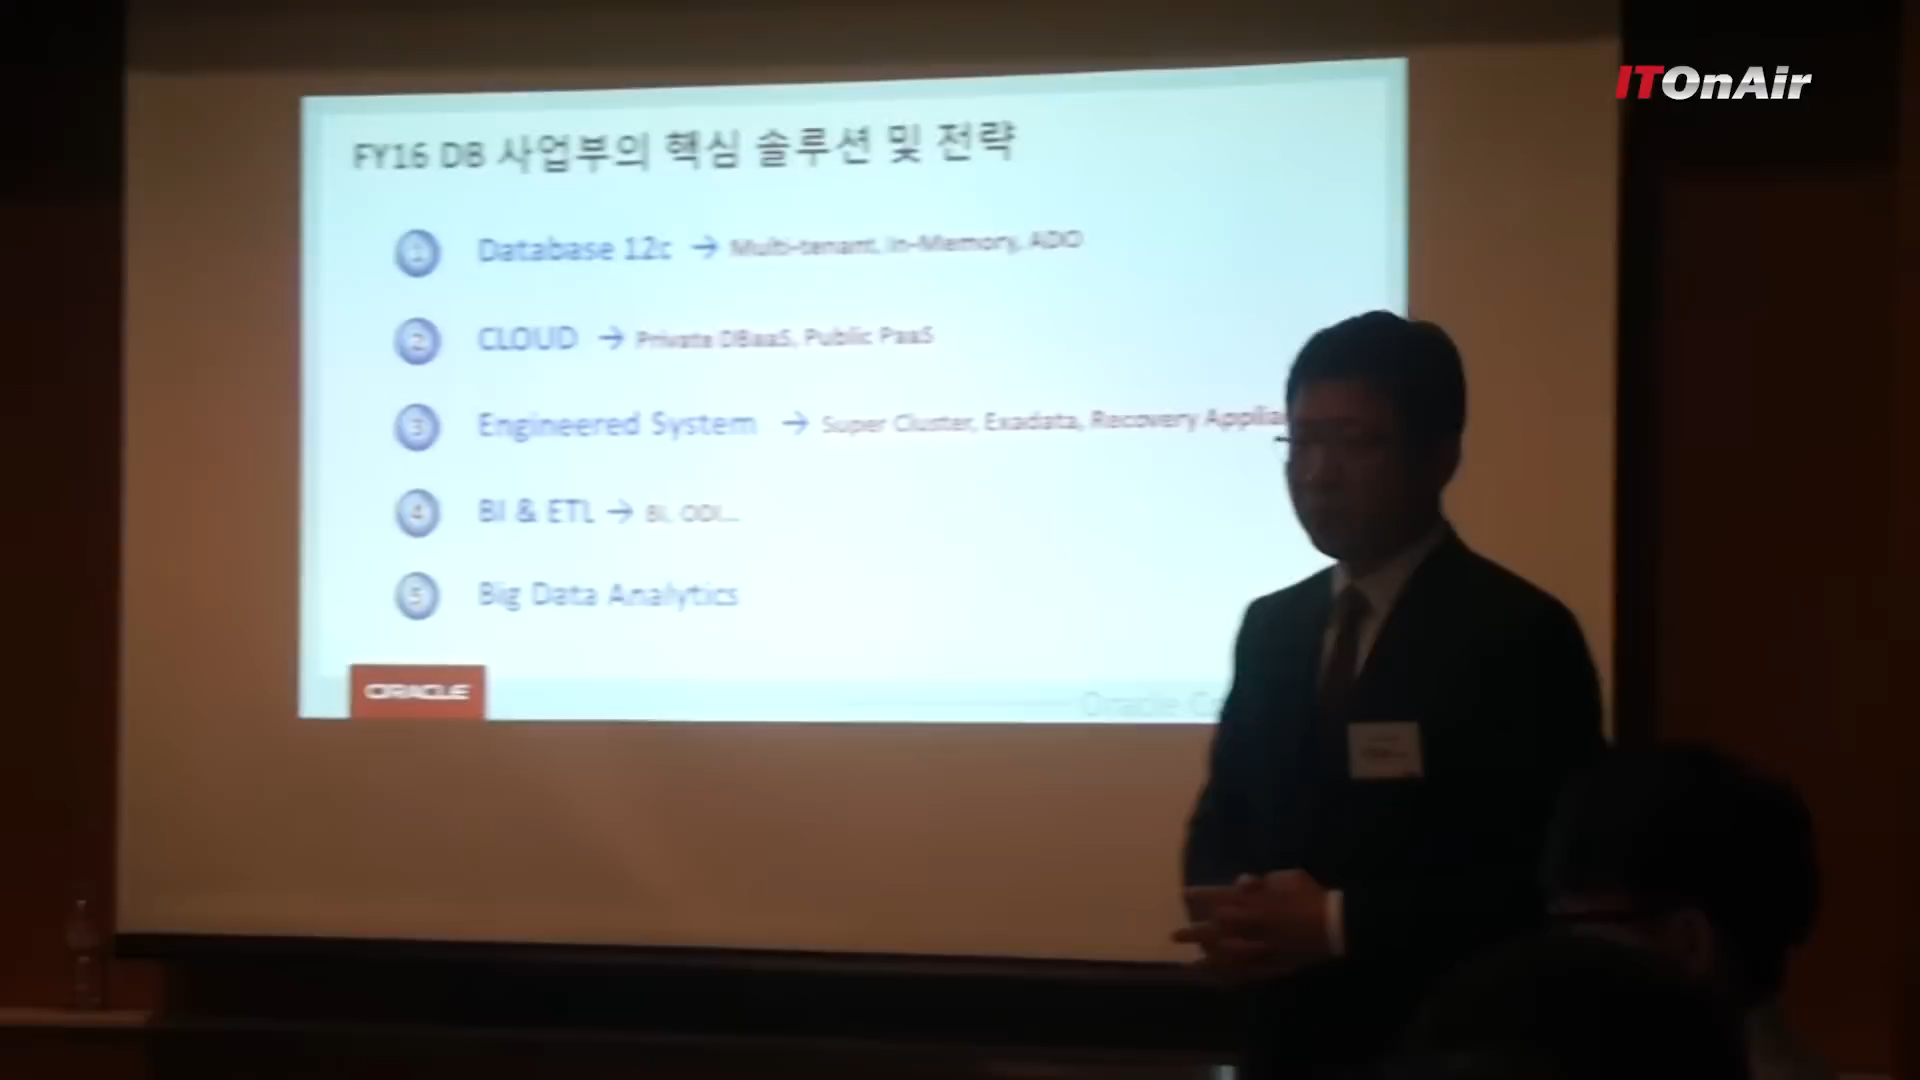 ITOnAir
FY16 DB 사업부의 핵심 솔루션 및 전략
1 Database 12c → Multi-tenant, In-Memory, ADO
2 CLOUD → Private DBaaS, Public PaaS
3 Engineered System → Super Cluster, Exadata, Recovery Applia
4 BI & ETL → BI, ODI...
5 Big Data Analytics
ORACLE
Oracle